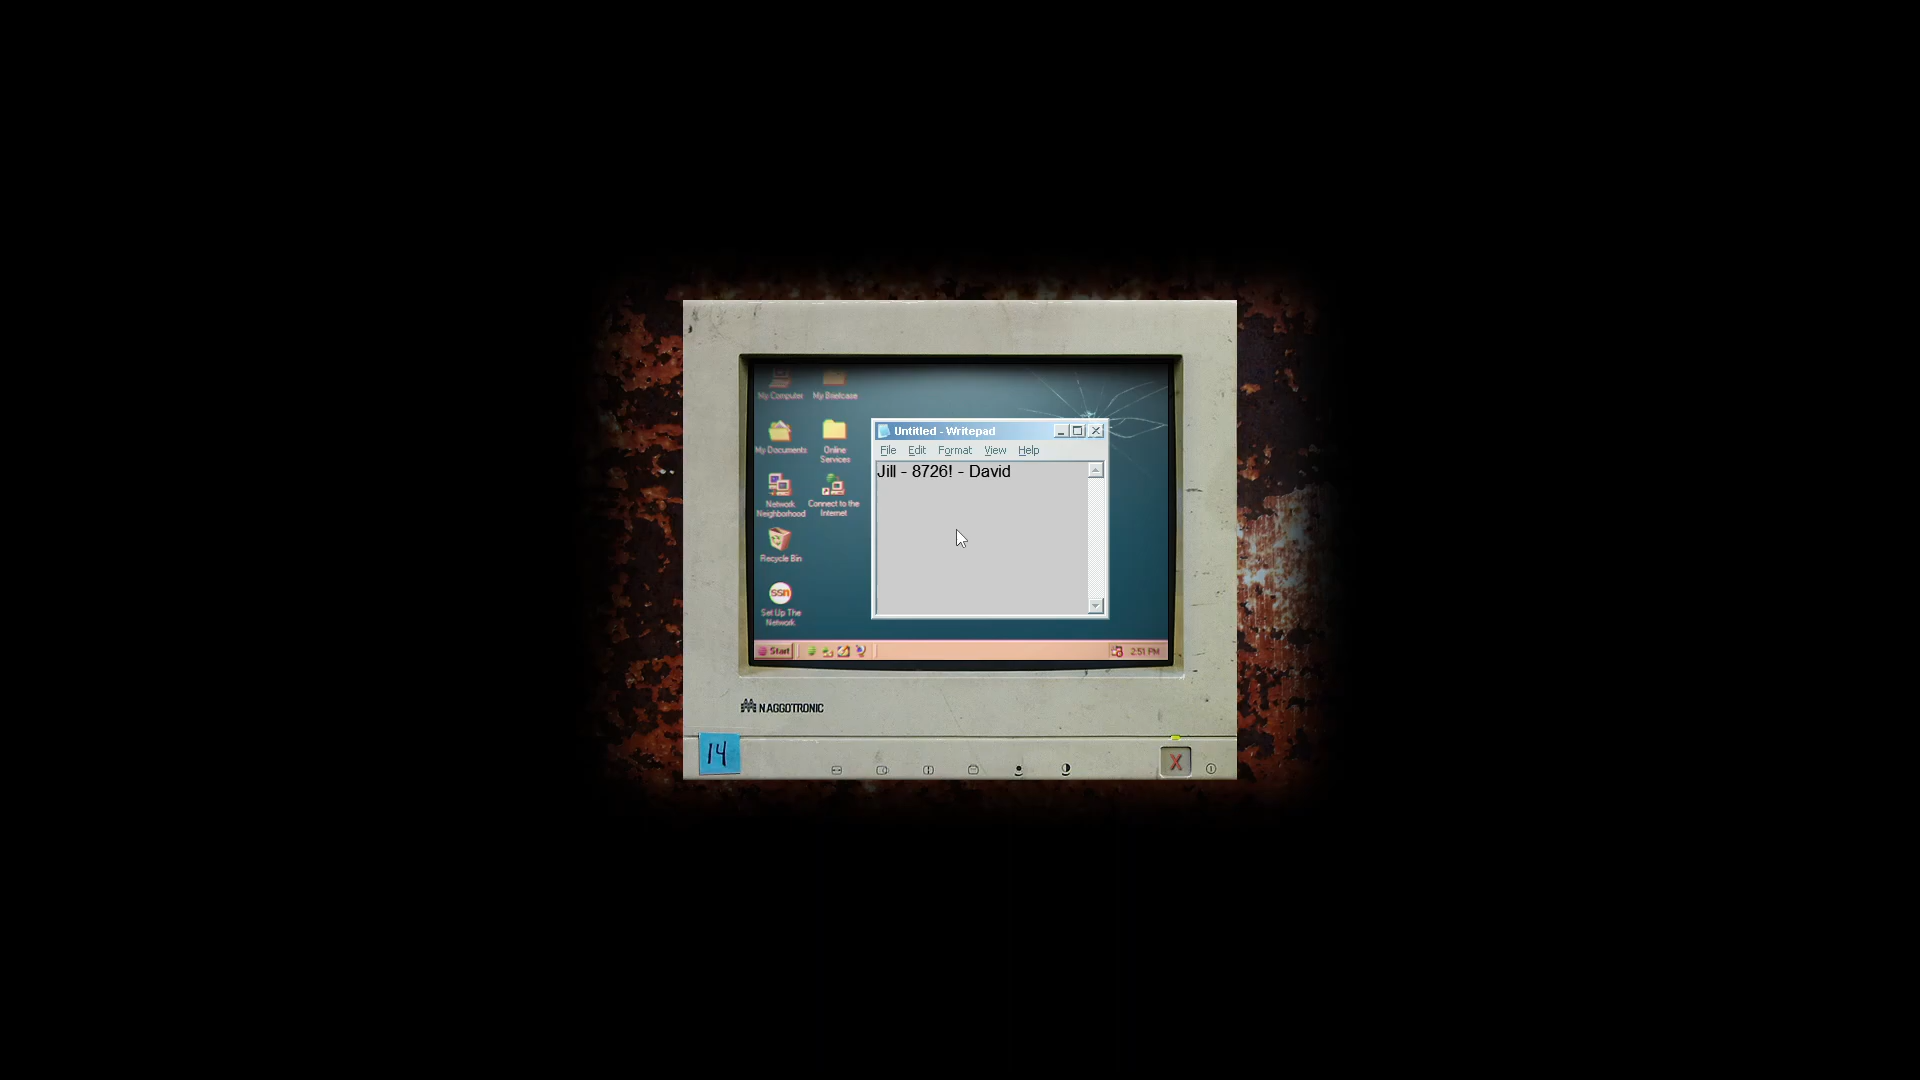 My Computer
My Briefcase
My Documents
Online
Services
Network
Neighborhood
Connect to the
Internet
Recycle Bin
ssn
Set Up The
Network
Untitled - Writepad
File Edit Format View Help
Jill - 8726! - David
Start
2:51 PM
NAGGOTRONIC
14
X